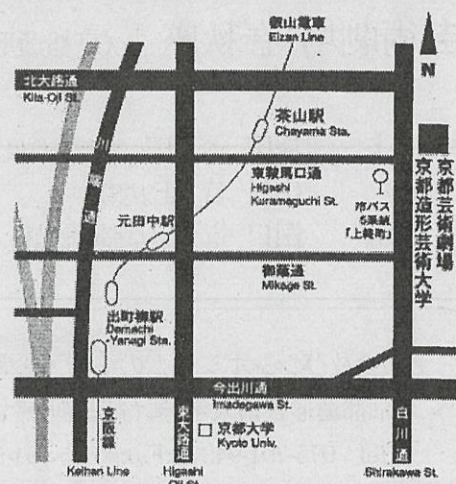 叡山電車
Eizan Line
N
北大路通
Kita-Oji St.
茶山駅
Chayama Sta.
川端通
東鞍馬口通
Higashi
Kuramaguchi St.
市バス
5系統
「上終町」
京都芸術劇場
京都造形芸術大学
元田中駅
御蔭通
Mikage St.
出町柳駅
Demachi
-Yanagi Sta.
今出川通
Imadegawa St.
京阪線
東大路通
京都大学
Kyoto Univ.
白川通
Keihan Line
Higashi
Oji St.
Shirakawa St.